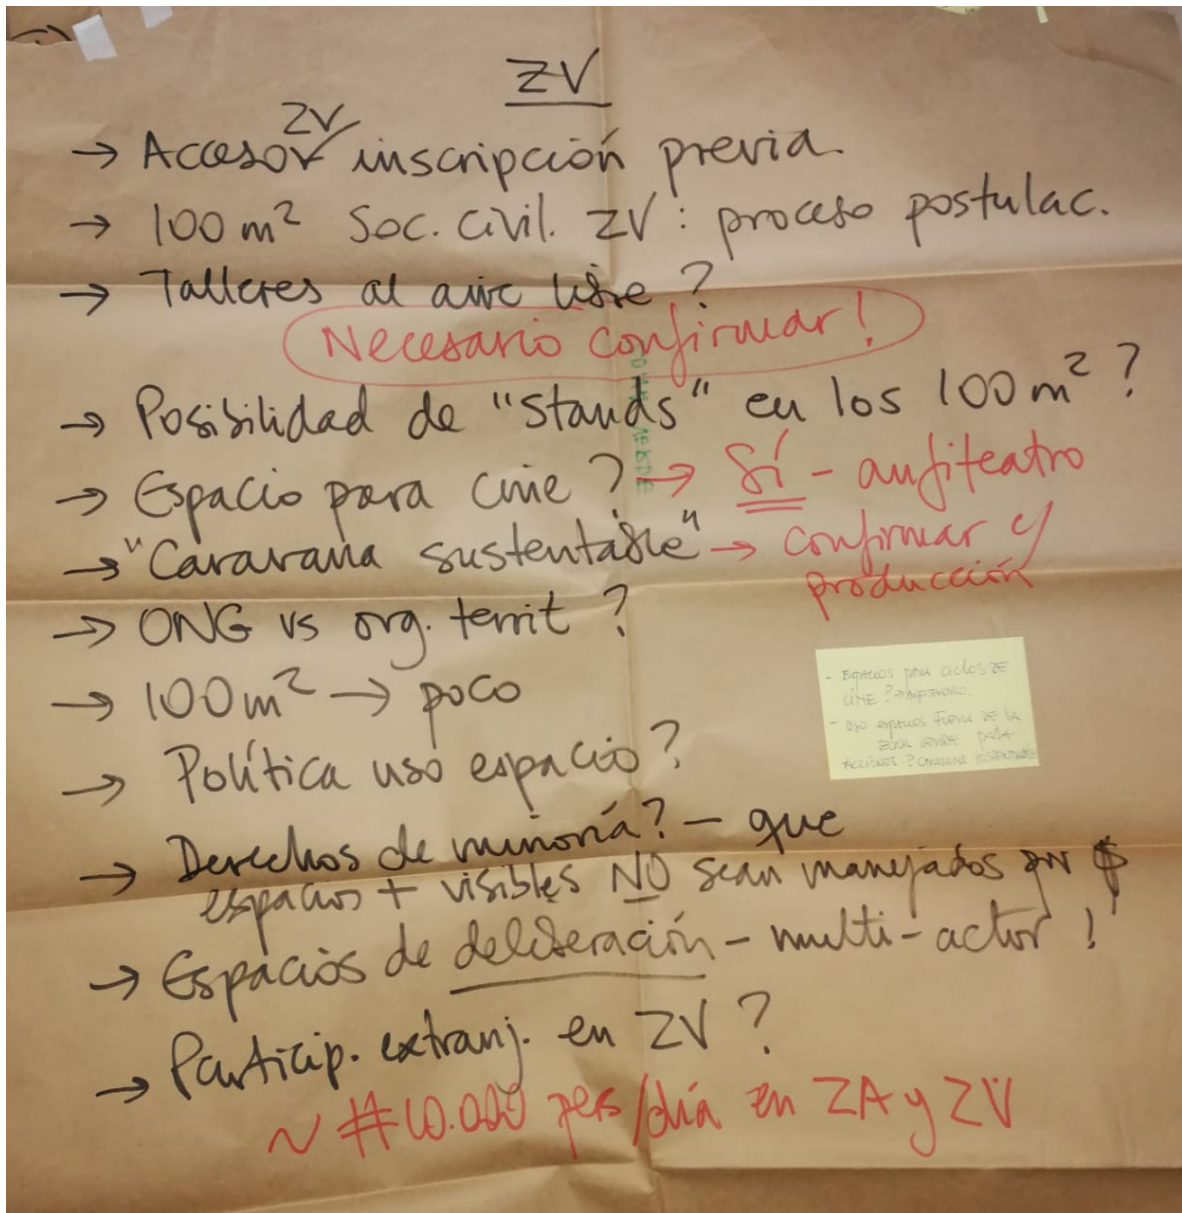 ZV
→ Acceso ZV inscripción previa.
→ 100 m² Soc. Civil. ZV : proceso postulac.
→ Talleres al aire libre ?
Necesario confirmar !
→ Posibilidad de "stands" en los 100 m² ?
→ Espacio para cine ? → Sí - anfiteatro
→ "Caravana sustentable" → confirmar y
producción
→ ONG vs org. territ ?
→ 100 m² → poco
→ Política uso espacio ?
- ESPACIOS PARA CICLOS DE
CINE ? → ANFITEATRO.
- USO ESPACIOS FUERA DE LA
ZONA VERDE PARA
ACCIONES ? CARAVANA SUSTENTABLE
→ Derechos de minoría ? - que
espacios + visibles NO sean manejados por $
→ Espacios de deliberación - multi-actor !
→ Particip. extranj. en ZV ?
~ # 10.000 pers/día en ZA y ZV